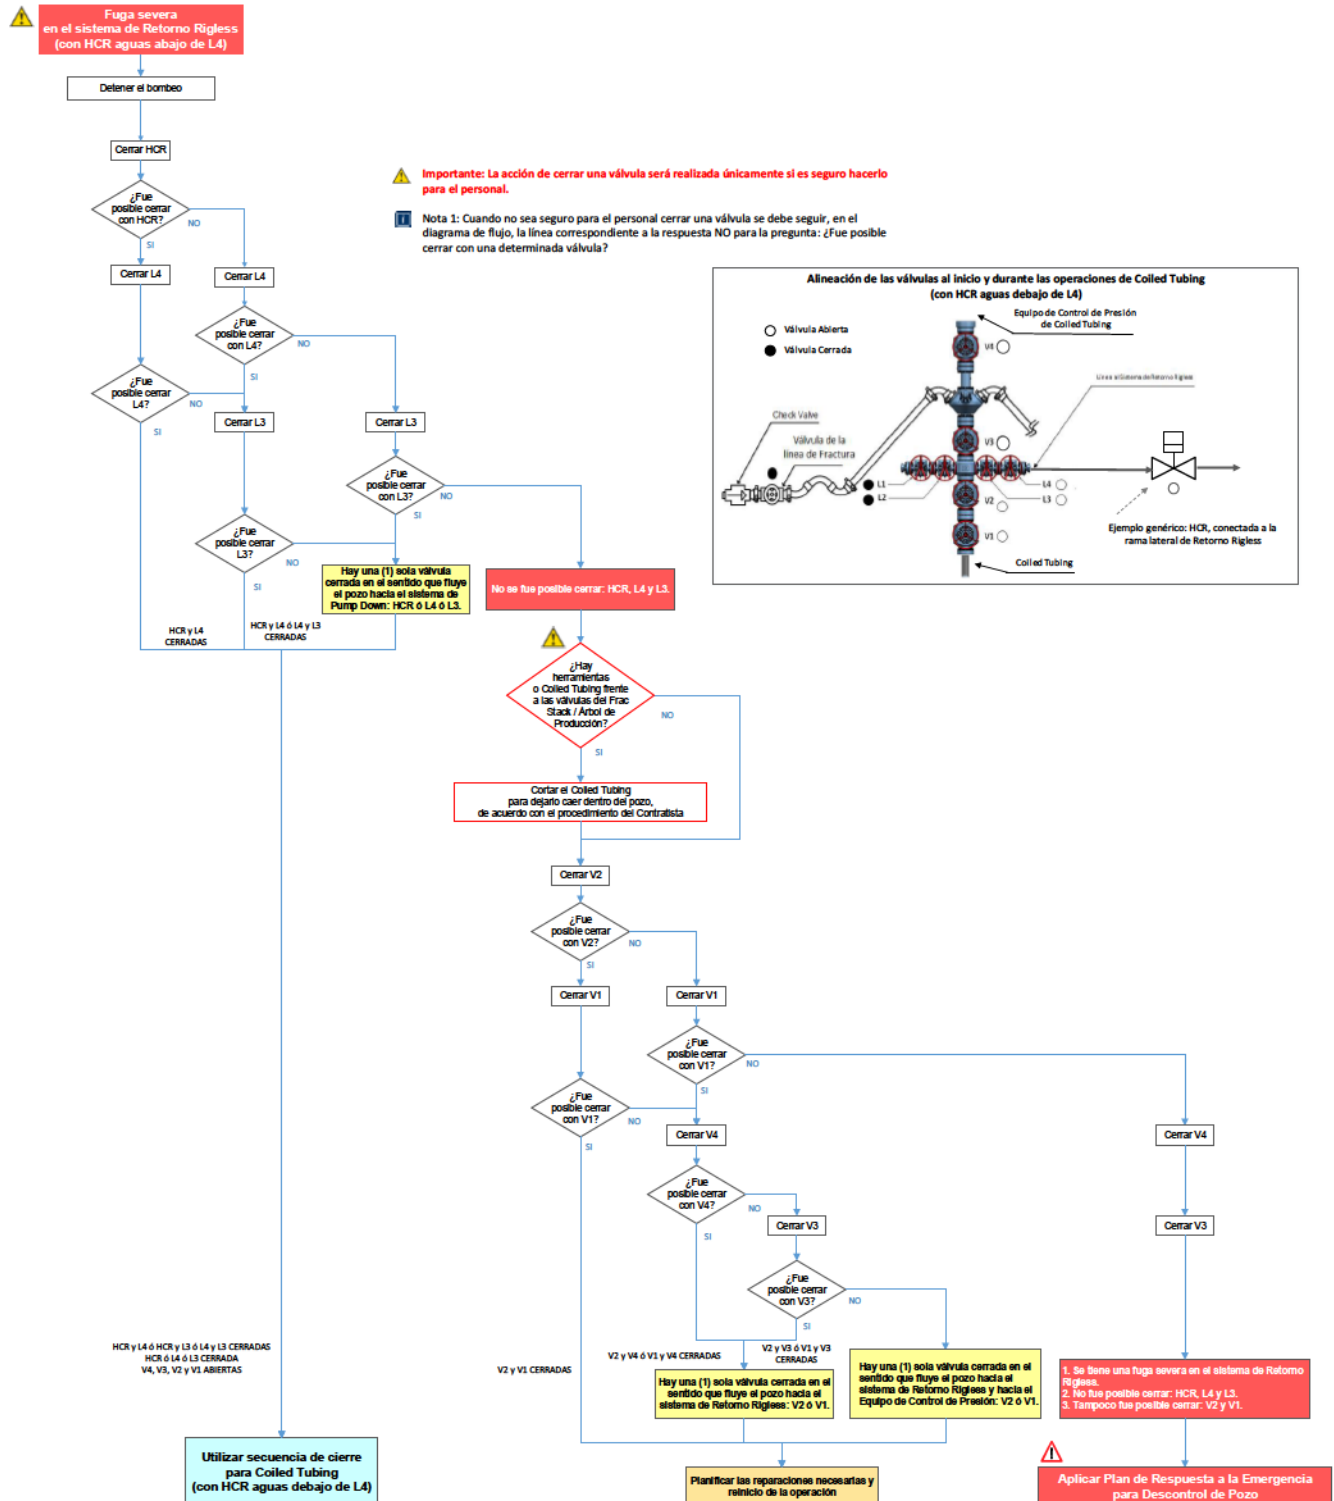 Fuga severa
en el sistema de Retorno Rigless
(con HCR aguas abajo de L4)
Detener el bombeo
Cerrar HCR
¿Fue
posible cerrar
con HCR?
NO
SI
Importante: La acción de cerrar una válvula será realizada únicamente si es seguro hacerlo
para el personal.
Nota 1: Cuando no sea seguro para el personal cerrar una válvula se debe seguir, en el
diagrama de flujo, la línea correspondiente a la respuesta NO para la pregunta: ¿Fue posible
cerrar con una determinada válvula?
Cerrar L4
Cerrar L4
¿Fue
posible cerrar
con L4?
NO
SI
¿Fue
posible cerrar
L4?
NO
SI
Cerrar L3
Cerrar L3
¿Fue
posible cerrar
con L3?
NO
SI
¿Fue
posible cerrar
L3?
NO
SI
Alineación de las válvulas al inicio y durante las operaciones de Coiled Tubing
(con HCR aguas debajo de L4)
Válvula Abierta
Válvula Cerrada
Equipo de Control de Presión
de Coiled Tubing
V4
Línea al Sistema de Retorno Rigless
Check Valve
Válvula de la
línea de Fractura
V3
L1
L2
L4
L3
V2
V1
Ejemplo genérico: HCR, conectada a la
rama lateral de Retorno Rigless
Coiled Tubing
Hay una (1) sola válvula
cerrada en el sentido que fluye
el pozo hacia el sistema de
Pump Down: HCR ó L4 ó L3.
No se fue posible cerrar: HCR, L4 y L3.
HCR y L4
CERRADAS
HCR y L4 ó L4 y L3
CERRADAS
¿Hay
herramientas
o Coiled Tubing frente
a las válvulas del Frac
Stack / Árbol de
Producción?
NO
SI
Cortar el Coiled Tubing
para dejarlo caer dentro del pozo,
de acuerdo con el procedimiento del Contratista
Cerrar V2
¿Fue
posible cerrar
con V2?
NO
SI
Cerrar V1
Cerrar V1
¿Fue
posible cerrar
con V1?
NO
SI
¿Fue
posible cerrar
con V1?
NO
SI
Cerrar V4
Cerrar V4
¿Fue
posible cerrar
con V4?
NO
SI
Cerrar V3
Cerrar V3
¿Fue
posible cerrar
con V3?
NO
SI
HCR y L4 ó HCR y L3 ó L4 y L3 CERRADAS
HCR ó L4 ó L3 CERRADA
V4, V3, V2 y V1 ABIERTAS
V2 y V1 CERRADAS
V2 y V4 ó V1 y V4 CERRADAS
V2 y V3 ó V1 y V3
CERRADAS
Hay una (1) sola válvula cerrada en el
sentido que fluye el pozo hacia el
sistema de Retorno Rigless: V2 ó V1.
Hay una (1) sola válvula cerrada en el
sentido que fluye el pozo hacia el
sistema de Retorno Rigless y hacia el
Equipo de Control de Presión: V2 ó V1.
1. Se tiene una fuga severa en el sistema de Retorno
Rigless.
2. No fue posible cerrar: HCR, L4 y L3.
3. Tampoco fue posible cerrar: V2 y V1.
Utilizar secuencia de cierre
para Coiled Tubing
(con HCR aguas debajo de L4)
Planificar las reparaciones necesarias y
reinicio de la operación
Aplicar Plan de Respuesta a la Emergencia
para Descontrol de Pozo